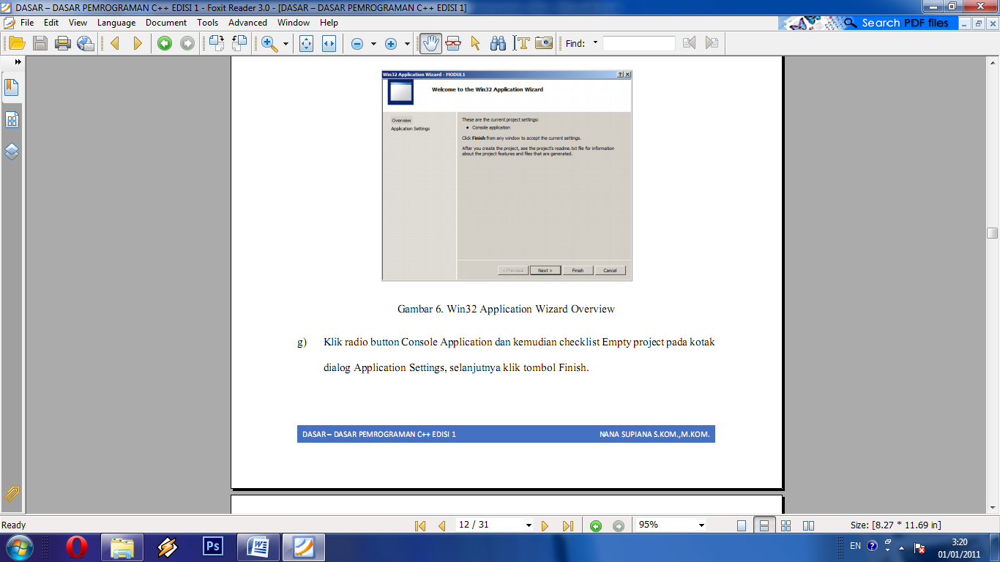 DASAR – DASAR PEMROGRAMAN C++ EDISI 1 - Foxit Reader 3.0 - [DASAR – DASAR PEMROGRAMAN C++ EDISI 1]
File Edit View Language Document Tools Advanced Window Help
Search PDF files
Find:
Win32 Application Wizard - MODUL1
Welcome to the Win32 Application Wizard
Overview
Application Settings
These are the current project settings:
• Console application
Click Finish from any window to accept the current settings.
After you create the project, see the project's readme.txt file for information
about the project features and files that are generated.
< Previous Next > Finish Cancel
Gambar 6. Win32 Application Wizard Overview
g) Klik radio button Console Application dan kemudian checklist Empty project pada kotak
dialog Application Settings, selanjutnya klik tombol Finish.
DASAR – DASAR PEMROGRAMAN C++ EDISI 1 NANA SUPIANA S.KOM.,M.KOM.
Ready 12 / 31 95% Size: [8.27 * 11.69 in]
Ps
W
EN
3:20
01/01/2011